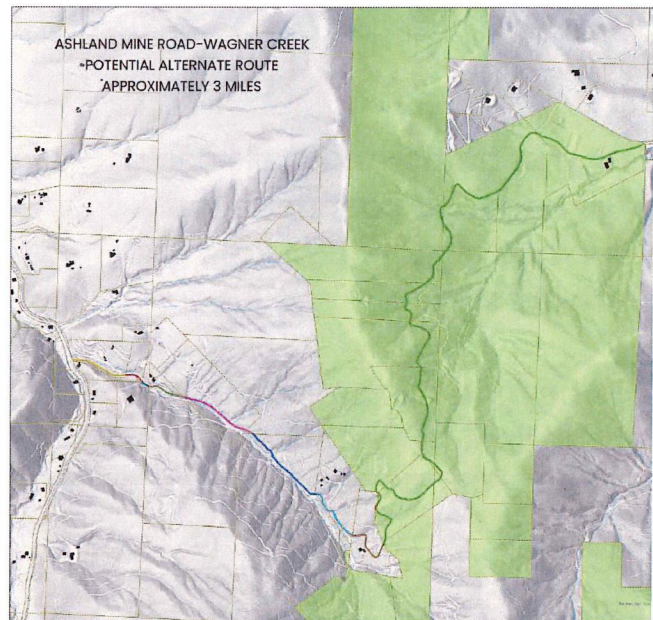 ASHLAND MINE ROAD-WAGNER CREEK
*POTENTIAL ALTERNATE ROUTE
*APPROXIMATELY 3 MILES